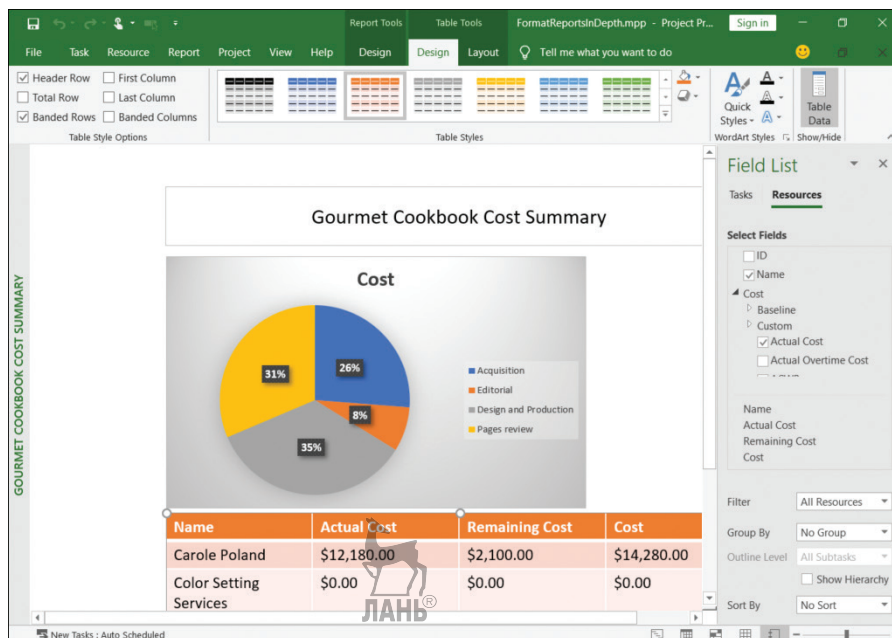 Report Tools
Table Tools
FormatReportsInDepth.mpp - Project Pr...
Sign in
File
Task
Resource
Report
Project
View
Help
Design
Design
Layout
Tell me what you want to do
Header Row
First Column
Total Row
Last Column
Banded Rows
Banded Columns
Table Style Options
Table Styles
Quick
Styles
WordArt Styles
Table
Data
Show/Hide
GOURMET COOKBOOK COST SUMMARY
Gourmet Cookbook Cost Summary
Cost
31%
26%
8%
35%
Acquisition
Editorial
Design and Production
Pages review
Name Actual Cost Remaining Cost Cost
Carole Poland $12,180.00 $2,100.00 $14,280.00
Color Setting $0.00 $0.00 $0.00
Services
ЛАНЬ®
Field List
Tasks Resources
Select Fields
ID
Name
Cost
Baseline
Custom
Actual Cost
Actual Overtime Cost
Name
Actual Cost
Remaining Cost
Cost
Filter All Resources
Group By No Group
Outline Level All Subtasks
Show Hierarchy
Sort By No Sort
New Tasks : Auto Scheduled